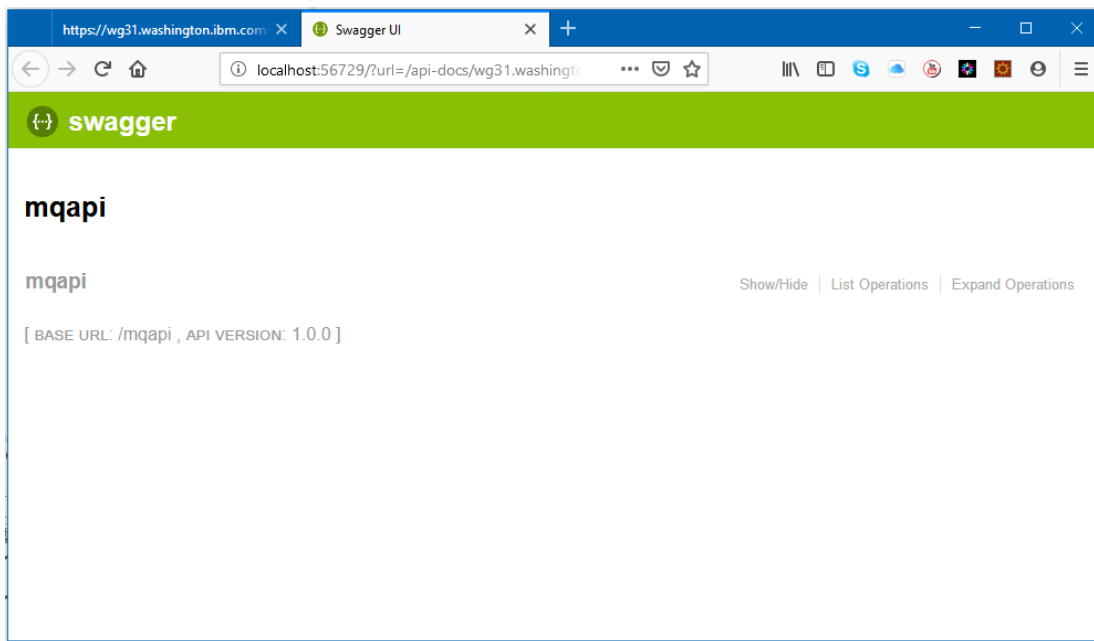 https://wg31.washington.ibm.com
Swagger UI
localhost:56729/?url=/api-docs/wg31.washingt
swagger
mqapi
mqapi
Show/Hide List Operations Expand Operations
[ BASE URL: /mqapi , API VERSION: 1.0.0 ]